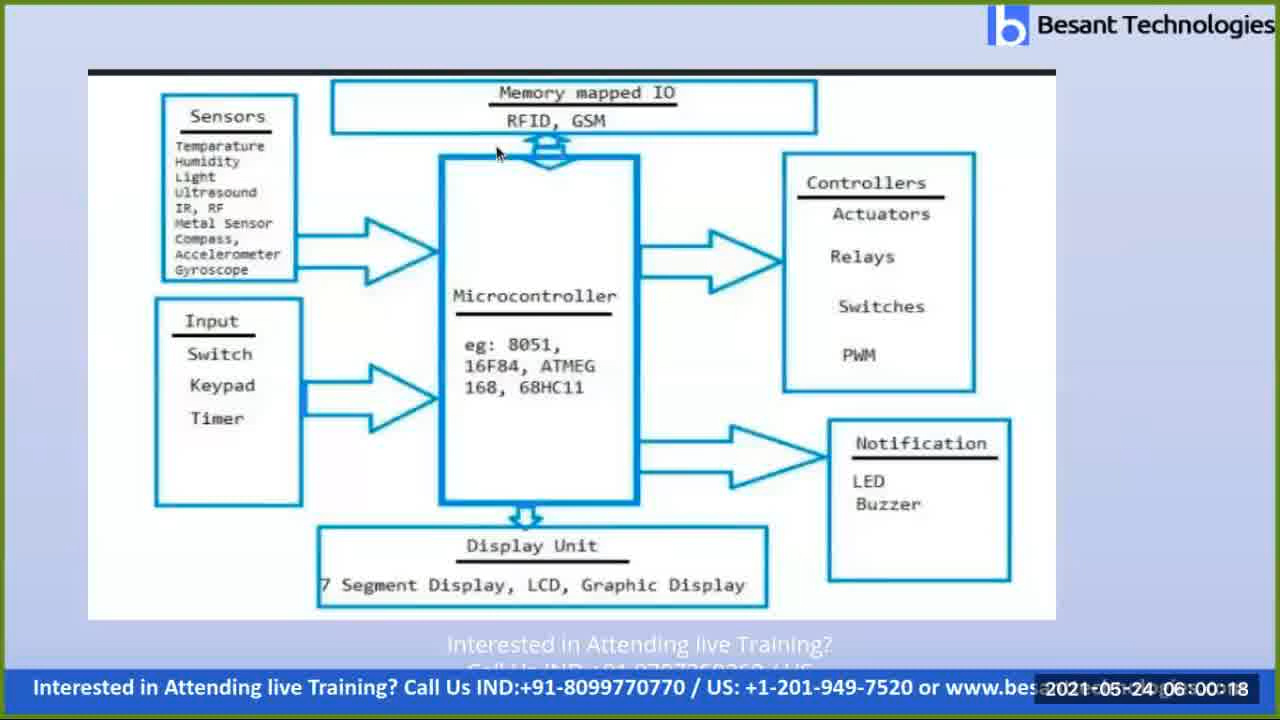 Besant Technologies
Memory mapped IO
RFID, GSM
Sensors
Temparature
Humidity
Light
Ultrasound
IR, RF
Metal Sensor
Compass,
Accelerometer
Gyroscope
Input
Switch
Keypad
Timer
Microcontroller
eg: 8051,
16F84, ATMEG
168, 68HC11
Controllers
Actuators
Relays
Switches
PWM
Notification
LED
Buzzer
Display Unit
7 Segment Display, LCD, Graphic Display
Interested in Attending live Training?
Interested in Attending live Training? Call Us IND:+91-8099770770 / US: +1-201-949-7520 or
2021-05-24 06:00:18